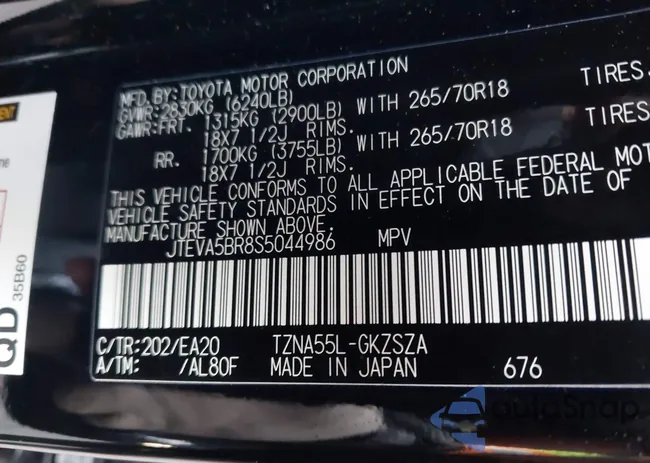 MFD.BY:TOYOTA MOTOR CORPORATION
GVWR:2830KG (6240LB)
GAWR:FRT. 1315KG (2900LB) WITH 265/70R18 TIRES,
18X7 1/2J RIMS.
RR. 1700KG (3755LB) WITH 265/70R18 TIRES,
18X7 1/2J RIMS.
THIS VEHICLE CONFORMS TO ALL APPLICABLE FEDERAL MOT
VEHICLE SAFETY STANDARDS IN EFFECT ON THE DATE OF
MANUFACTURE SHOWN ABOVE.
JTEVA5BR8S5044986 MPV
C/TR:202/EA20 TZNA55L-GKZSZA
A/TM: /AL80F MADE IN JAPAN 676
QD
35B60
autoSnap